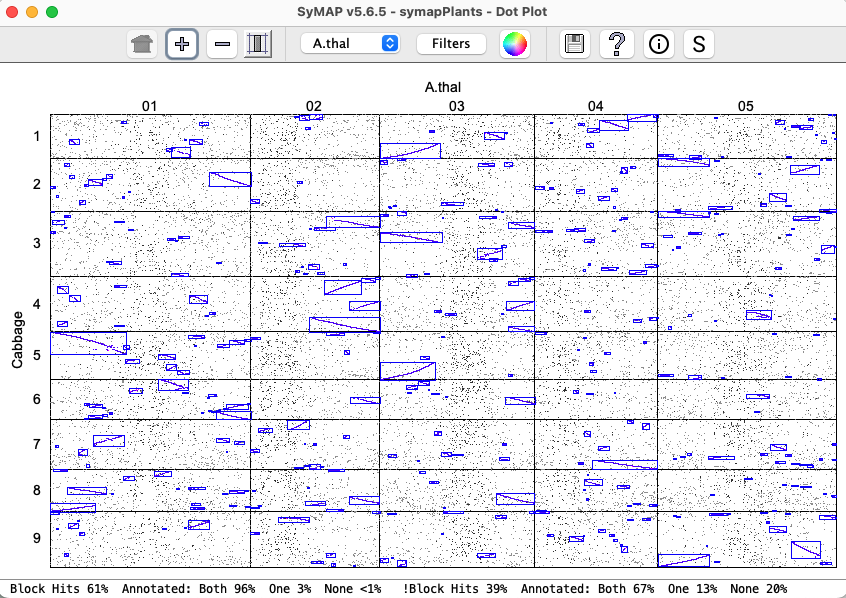 SyMAP v5.6.5 - symapPlants - Dot Plot
A.thal Filters S
A.thal
01 02 03 04 05
1
2
3
4
5
6
7
8
9
Cabbage
Block Hits 61% Annotated: Both 96% One 3% None <1% !Block Hits 39% Annotated: Both 67% One 13% None 20%